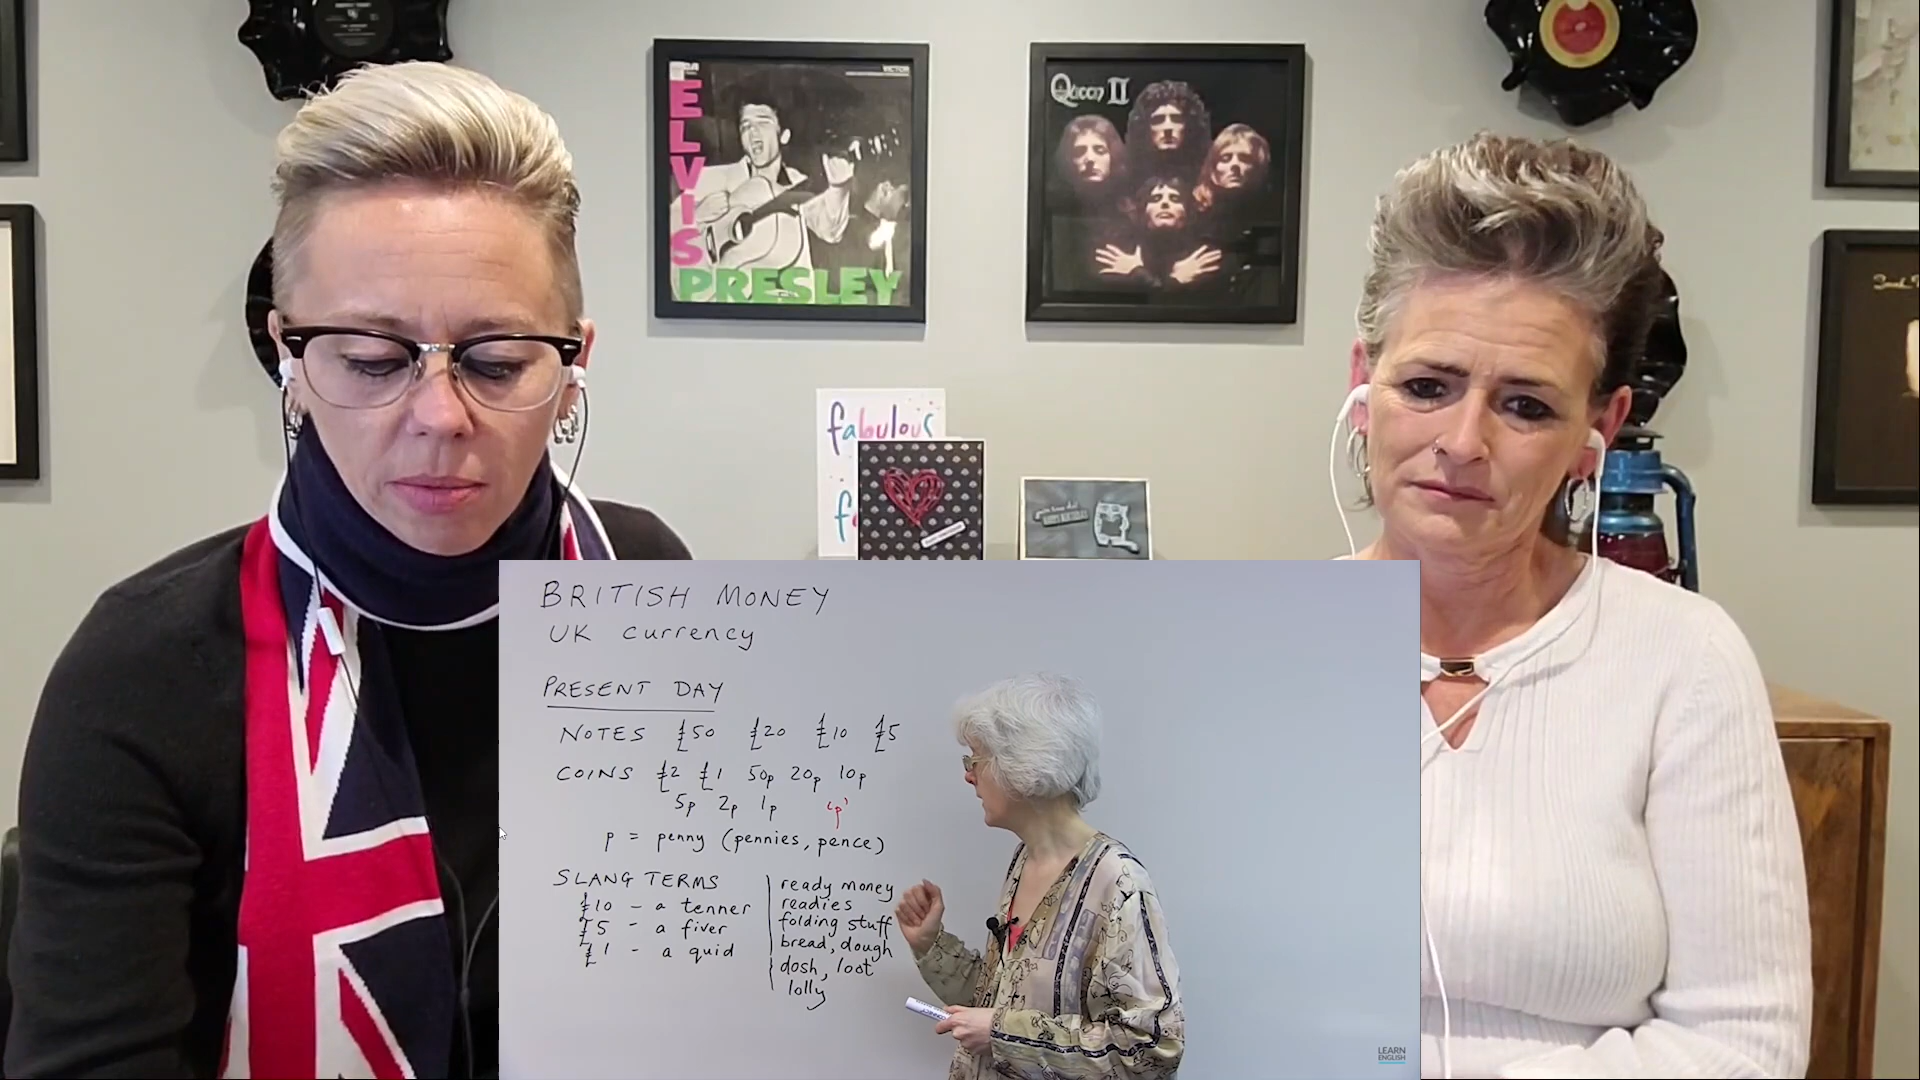 VICTOR
ELVIS
PRESLEY
Queen II
fabulous
BRITISH MONEY
UK currency
PRESENT DAY
NOTES £50 £20 £10 £5
COINS £2 £1 50p 20p 10p
5p 2p 1p 'p'
p = penny (pennies, pence)
SLANG TERMS
£10 - a tenner
£5 - a fiver
£1 - a quid
ready money
readies
folding stuff
bread, dough
dosh, loot
lolly
LEARN
ENGLISH